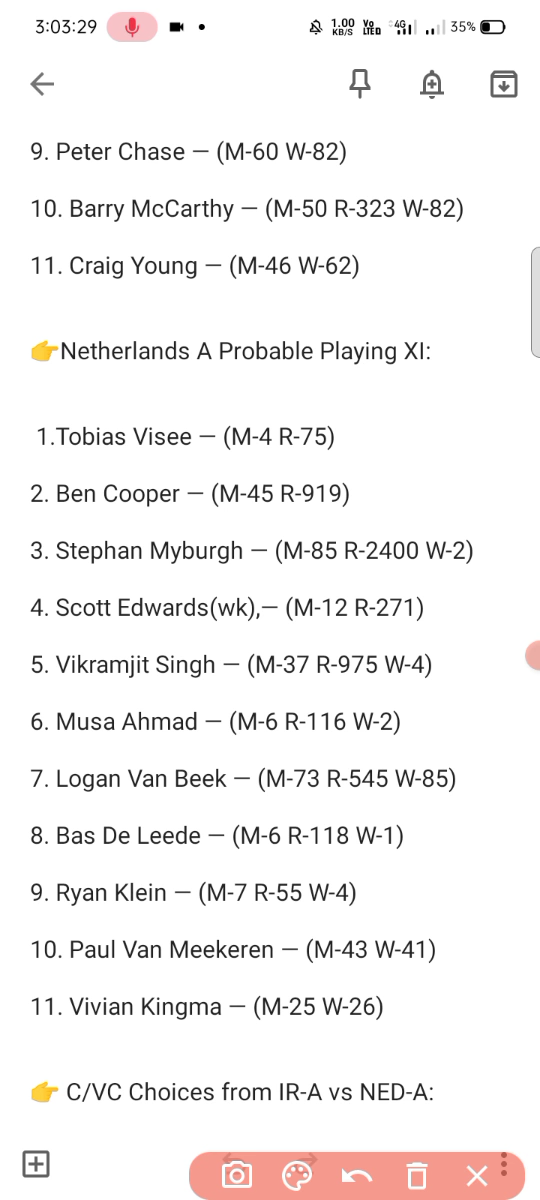 3:03:29
1.00 KB/S
Vo LTED
4G
35%
9. Peter Chase – (M-60 W-82)
10. Barry McCarthy – (M-50 R-323 W-82)
11. Craig Young – (M-46 W-62)
👉Netherlands A Probable Playing XI:
1.Tobias Visee – (M-4 R-75)
2. Ben Cooper – (M-45 R-919)
3. Stephan Myburgh – (M-85 R-2400 W-2)
4. Scott Edwards(wk),– (M-12 R-271)
5. Vikramjit Singh – (M-37 R-975 W-4)
6. Musa Ahmad – (M-6 R-116 W-2)
7. Logan Van Beek – (M-73 R-545 W-85)
8. Bas De Leede – (M-6 R-118 W-1)
9. Ryan Klein – (M-7 R-55 W-4)
10. Paul Van Meekeren – (M-43 W-41)
11. Vivian Kingma – (M-25 W-26)
👉 C/VC Choices from IR-A vs NED-A: